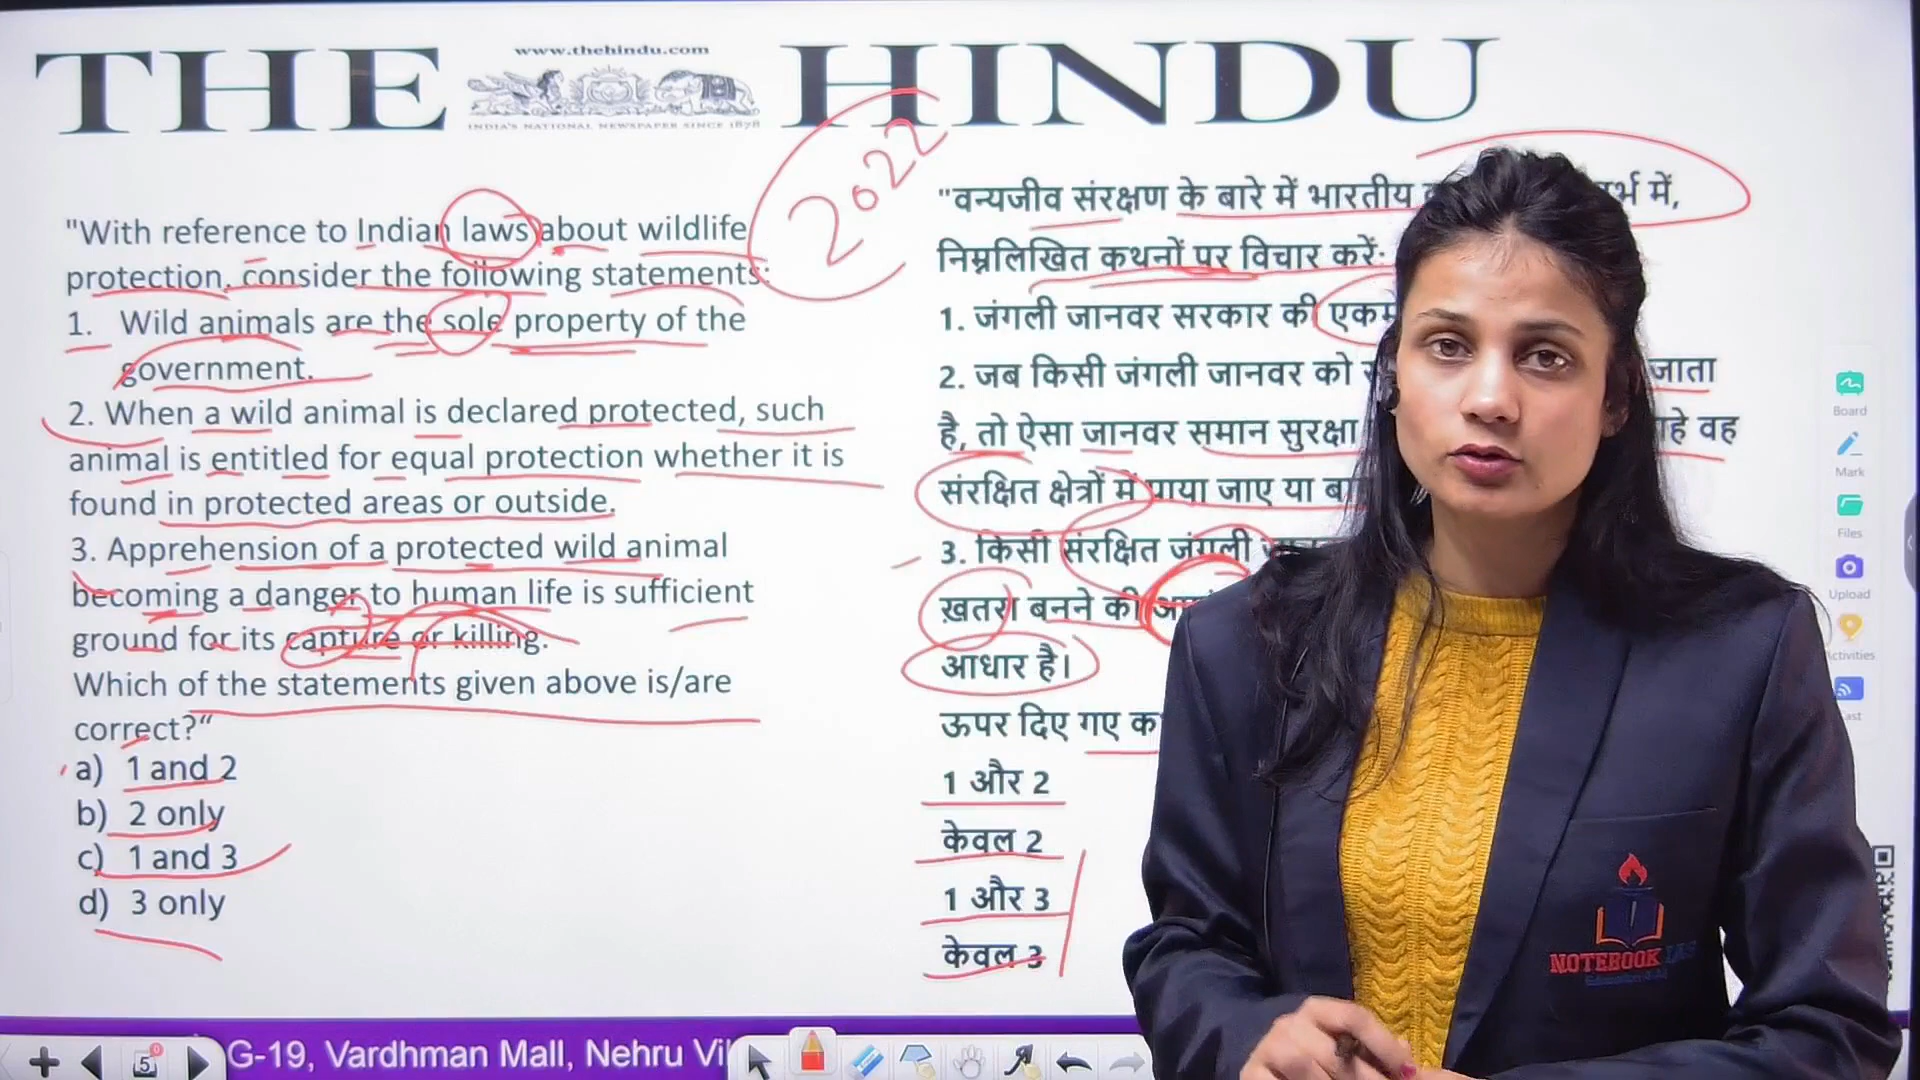 www.thehindu.com
THE HINDU
INDIA'S NATIONAL NEWSPAPER SINCE 1878
2022
"With reference to Indian laws about wildlife
protection, consider the following statements:
1. Wild animals are the sole property of the
government.
2. When a wild animal is declared protected, such
animal is entitled for equal protection whether it is
found in protected areas or outside.
3. Apprehension of a protected wild animal
becoming a danger to human life is sufficient
ground for its capture or killing.
Which of the statements given above is/are
correct?“
a) 1 and 2
b) 2 only
c) 1 and 3
d) 3 only
"वन्यजीव संरक्षण के बारे में भारतीय में,
निम्नलिखित कथनों पर विचार करें:
1. जंगली जानवर सरकार की
2. जब किसी जंगली जानवर को जाता
है, तो ऐसा जानवर समान सुरक्षा वह
संरक्षित क्षेत्रों में पाया जाए या
3. किसी संरक्षित जंगली
ख़तरा बनने की
आधार है।
ऊपर दिए गए
1 और 2
केवल 2
1 और 3
केवल 3
Board
Mark
Files
Upload
Activities
NOTEBOOK IAS
5
G-19, Vardhman Mall, Nehru